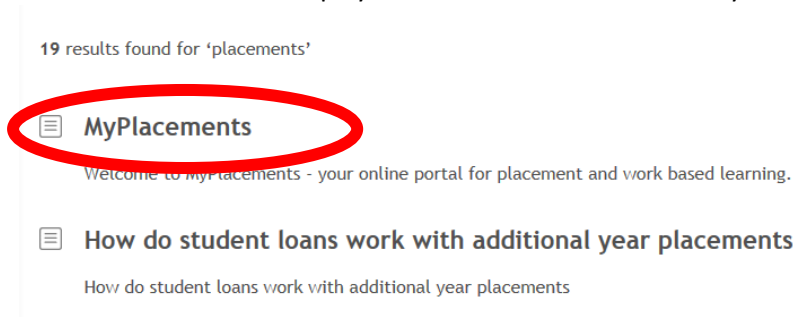 19 results found for ‘placements’
MyPlacements
Welcome to MyPlacements - your online portal for placement and work based learning.
How do student loans work with additional year placements
How do student loans work with additional year placements